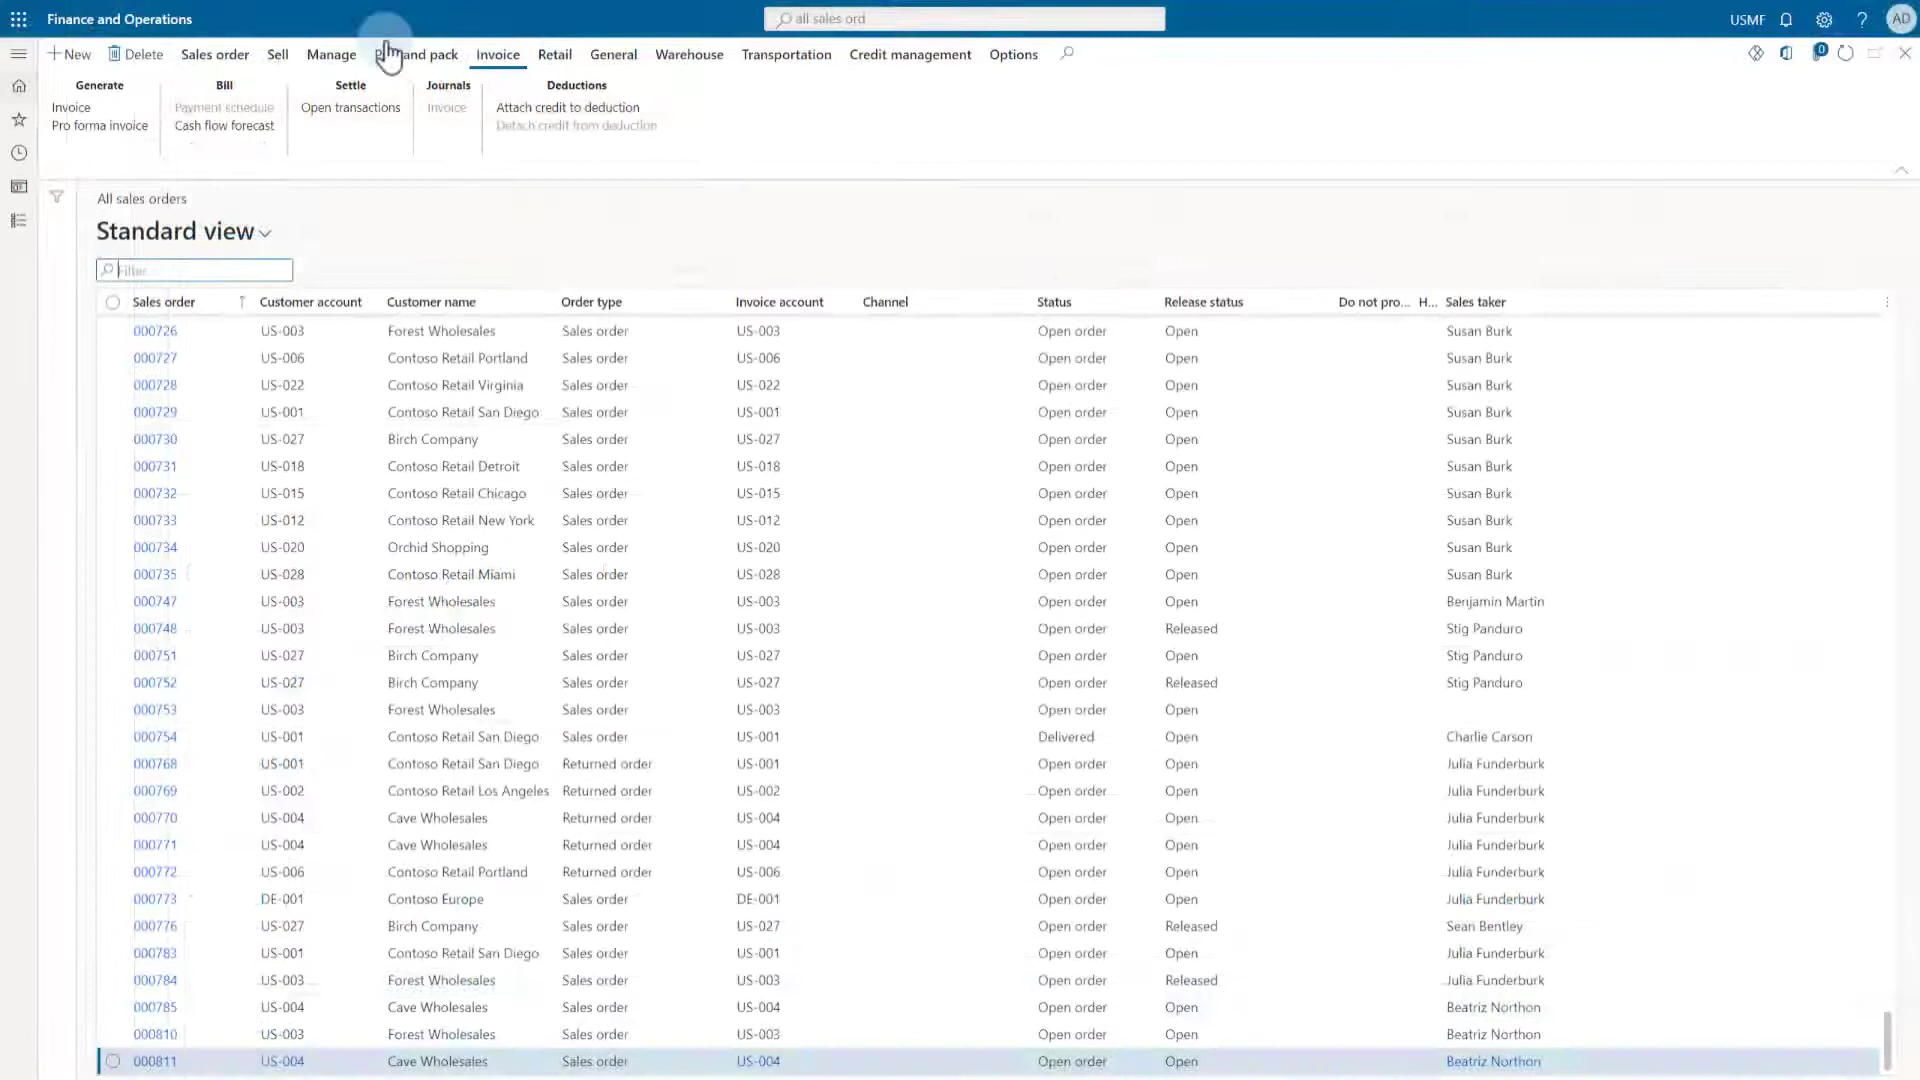 Finance and Operations
all sales ord
USMF
AD
New
Delete
Sales order
Sell
Manage
and pack
Invoice
Retail
General
Warehouse
Transportation
Credit management
Options
0
Generate
Bill
Settle
Journals
Deductions
Invoice
Payment schedule
Open transactions
Invoice
Attach credit to deduction
Pro forma invoice
Cash flow forecast
Detach credit from deduction
All sales orders
Standard view
Filter
Sales order Customer account Customer name Order type Invoice account Channel Status Release status Do not pro... H... Sales taker
000726 US-003 Forest Wholesales Sales order US-003 Open order Open Susan Burk
000727 US-006 Contoso Retail Portland Sales order US-006 Open order Open Susan Burk
000728 US-022 Contoso Retail Virginia Sales order US-022 Open order Open Susan Burk
000729 US-001 Contoso Retail San Diego Sales order US-001 Open order Open Susan Burk
000730 US-027 Birch Company Sales order US-027 Open order Open Susan Burk
000731 US-018 Contoso Retail Detroit Sales order US-018 Open order Open Susan Burk
000732 US-015 Contoso Retail Chicago Sales order US-015 Open order Open Susan Burk
000733 US-012 Contoso Retail New York Sales order US-012 Open order Open Susan Burk
000734 US-020 Orchid Shopping Sales order US-020 Open order Open Susan Burk
000735 US-028 Contoso Retail Miami Sales order US-028 Open order Open Susan Burk
000747 US-003 Forest Wholesales Sales order US-003 Open order Open Benjamin Martin
000748 US-003 Forest Wholesales Sales order US-003 Open order Released Stig Panduro
000751 US-027 Birch Company Sales order US-027 Open order Open Stig Panduro
000752 US-027 Birch Company Sales order US-027 Open order Released Stig Panduro
000753 US-003 Forest Wholesales Sales order US-003 Open order Open
000754 US-001 Contoso Retail San Diego Sales order US-001 Delivered Open Charlie Carson
000768 US-001 Contoso Retail San Diego Returned order US-001 Open order Open Julia Funderburk
000769 US-002 Contoso Retail Los Angeles Returned order US-002 Open order Open Julia Funderburk
000770 US-004 Cave Wholesales Returned order US-004 Open order Open Julia Funderburk
000771 US-004 Cave Wholesales Returned order US-004 Open order Open Julia Funderburk
000772 US-006 Contoso Retail Portland Returned order US-006 Open order Open Julia Funderburk
000773 DE-001 Contoso Europe Sales order DE-001 Open order Open Julia Funderburk
000776 US-027 Birch Company Sales order US-027 Open order Released Sean Bentley
000783 US-001 Contoso Retail San Diego Sales order US-001 Open order Open Julia Funderburk
000784 US-003 Forest Wholesales Sales order US-003 Open order Released Julia Funderburk
000785 US-004 Cave Wholesales Sales order US-004 Open order Open Beatriz Northon
000810 US-003 Forest Wholesales Sales order US-003 Open order Open Beatriz Northon
000811 US-004 Cave Wholesales Sales order US-004 Open order Open Beatriz Northon